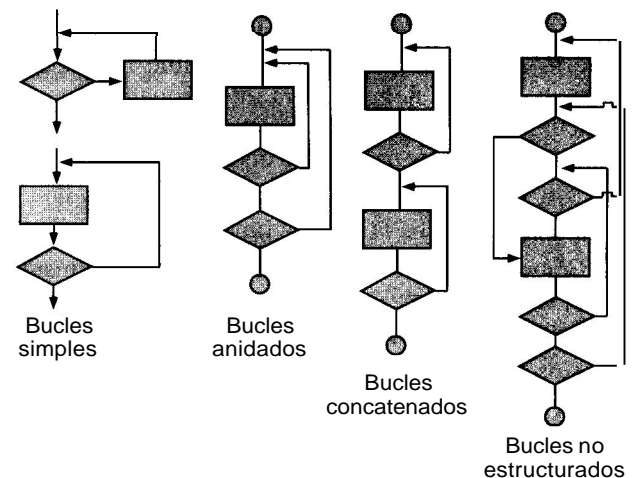 Bucles
simples
Bucles
anidados
Bucles
concatenados
Bucles no
estructurados